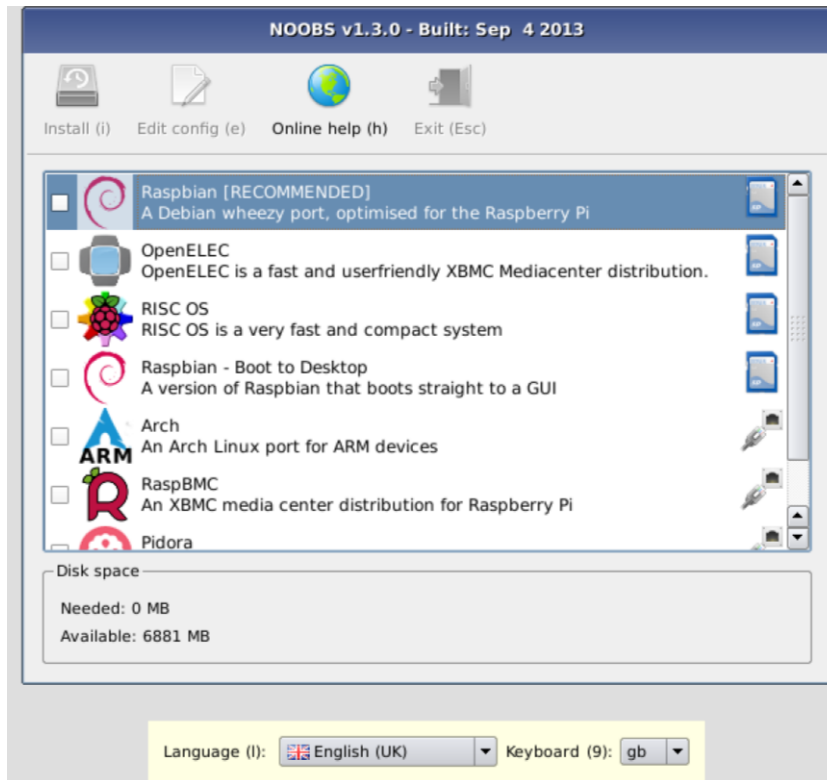 NOOBS v1.3.0 - Built: Sep 4 2013
Install (i) Edit config (e) Online help (h) Exit (Esc)
Raspbian [RECOMMENDED]
A Debian wheezy port, optimised for the Raspberry Pi
OpenELEC
OpenELEC is a fast and userfriendly XBMC Mediacenter distribution.
RISC OS
RISC OS is a very fast and compact system
Raspbian - Boot to Desktop
A version of Raspbian that boots straight to a GUI
Arch
ARM An Arch Linux port for ARM devices
RaspBMC
An XBMC media center distribution for Raspberry Pi
Pidora
Disk space
Needed: 0 MB
Available: 6881 MB
Language (l): English (UK) Keyboard (9): gb